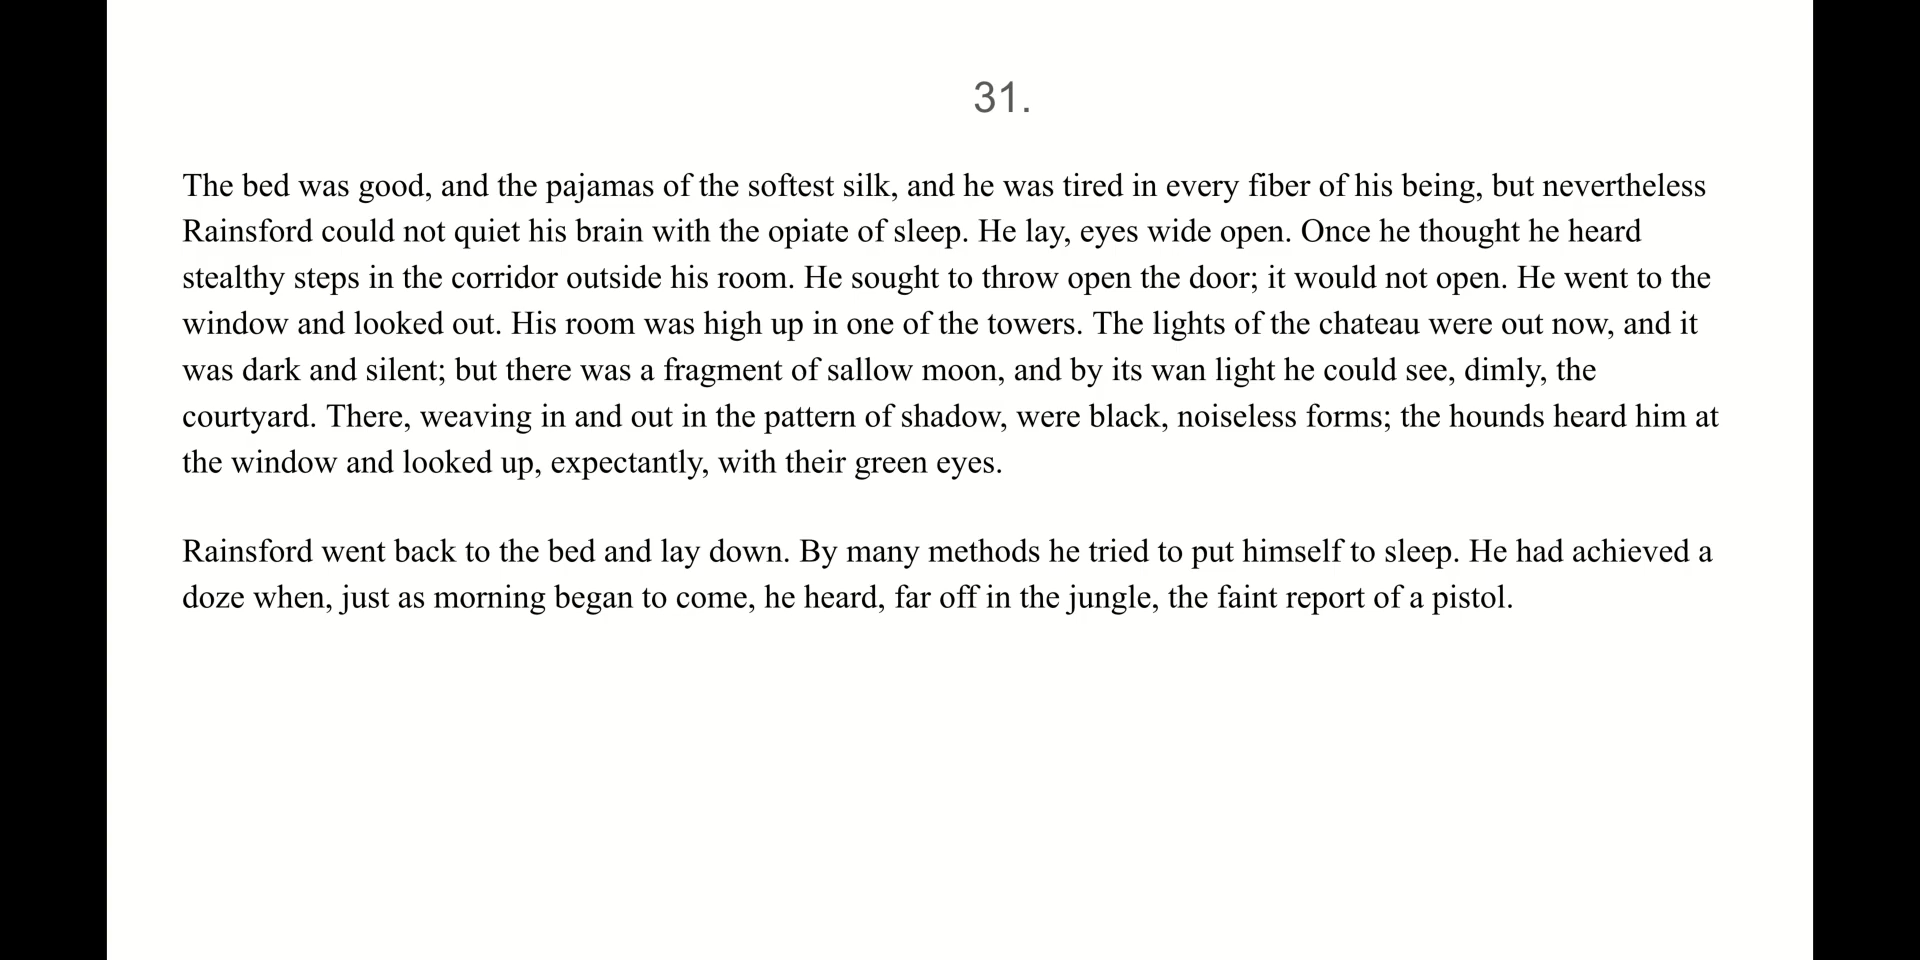 31.
The bed was good, and the pajamas of the softest silk, and he was tired in every fiber of his being, but nevertheless
Rainsford could not quiet his brain with the opiate of sleep. He lay, eyes wide open. Once he thought he heard
stealthy steps in the corridor outside his room. He sought to throw open the door; it would not open. He went to the
window and looked out. His room was high up in one of the towers. The lights of the chateau were out now, and it
was dark and silent; but there was a fragment of sallow moon, and by its wan light he could see, dimly, the
courtyard. There, weaving in and out in the pattern of shadow, were black, noiseless forms; the hounds heard him at
the window and looked up, expectantly, with their green eyes.
Rainsford went back to the bed and lay down. By many methods he tried to put himself to sleep. He had achieved a
doze when, just as morning began to come, he heard, far off in the jungle, the faint report of a pistol.